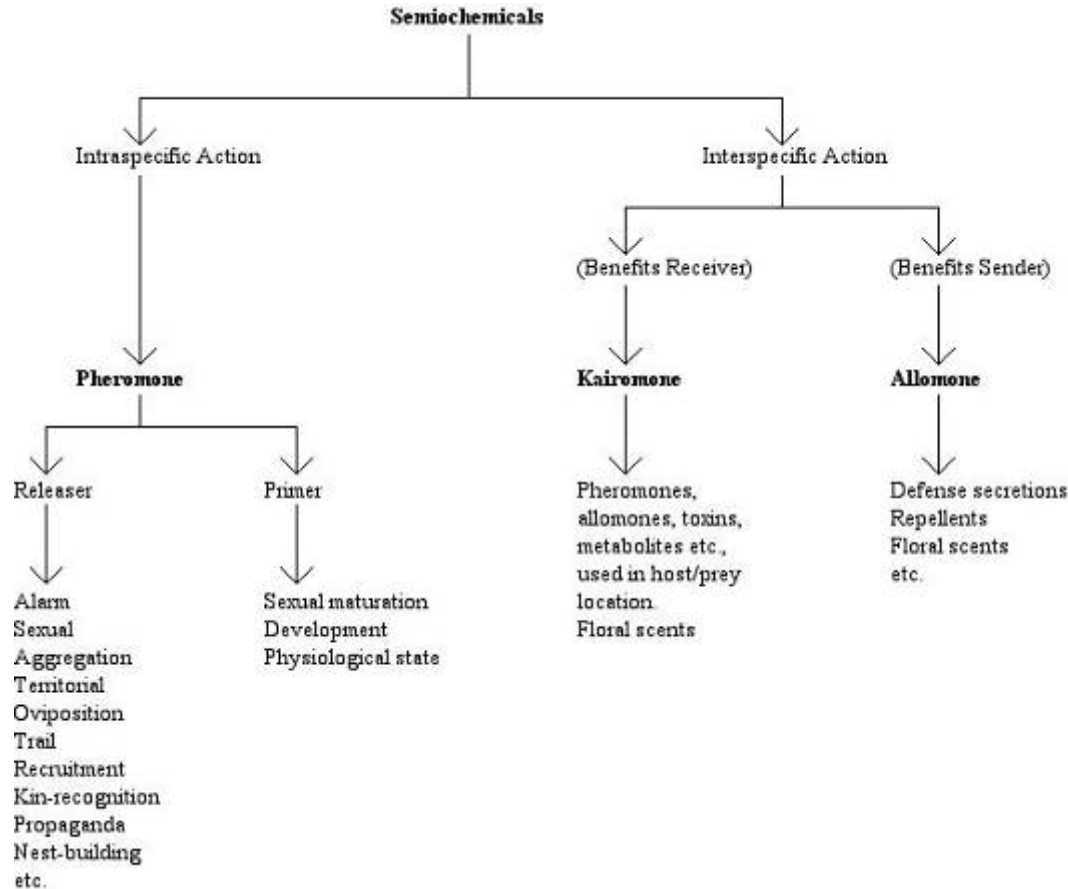 Semiochemicals
Intraspecific Action
Interspecific Action
(Benefits Receiver)
(Benefits Sender)
Pheromone
Kairomone
Allomone
Releaser
Primer
Pheromones,
allomones, toxins,
metabolites etc.,
used in host/prey
location.
Floral scents
Defense secretions
Repellents
Floral scents
etc.
Alarm
Sexual
Aggregation
Territorial
Oviposition
Trail
Recruitment
Kin-recognition
Propaganda
Nest-building
etc.
Sexual maturation
Development
Physiological state